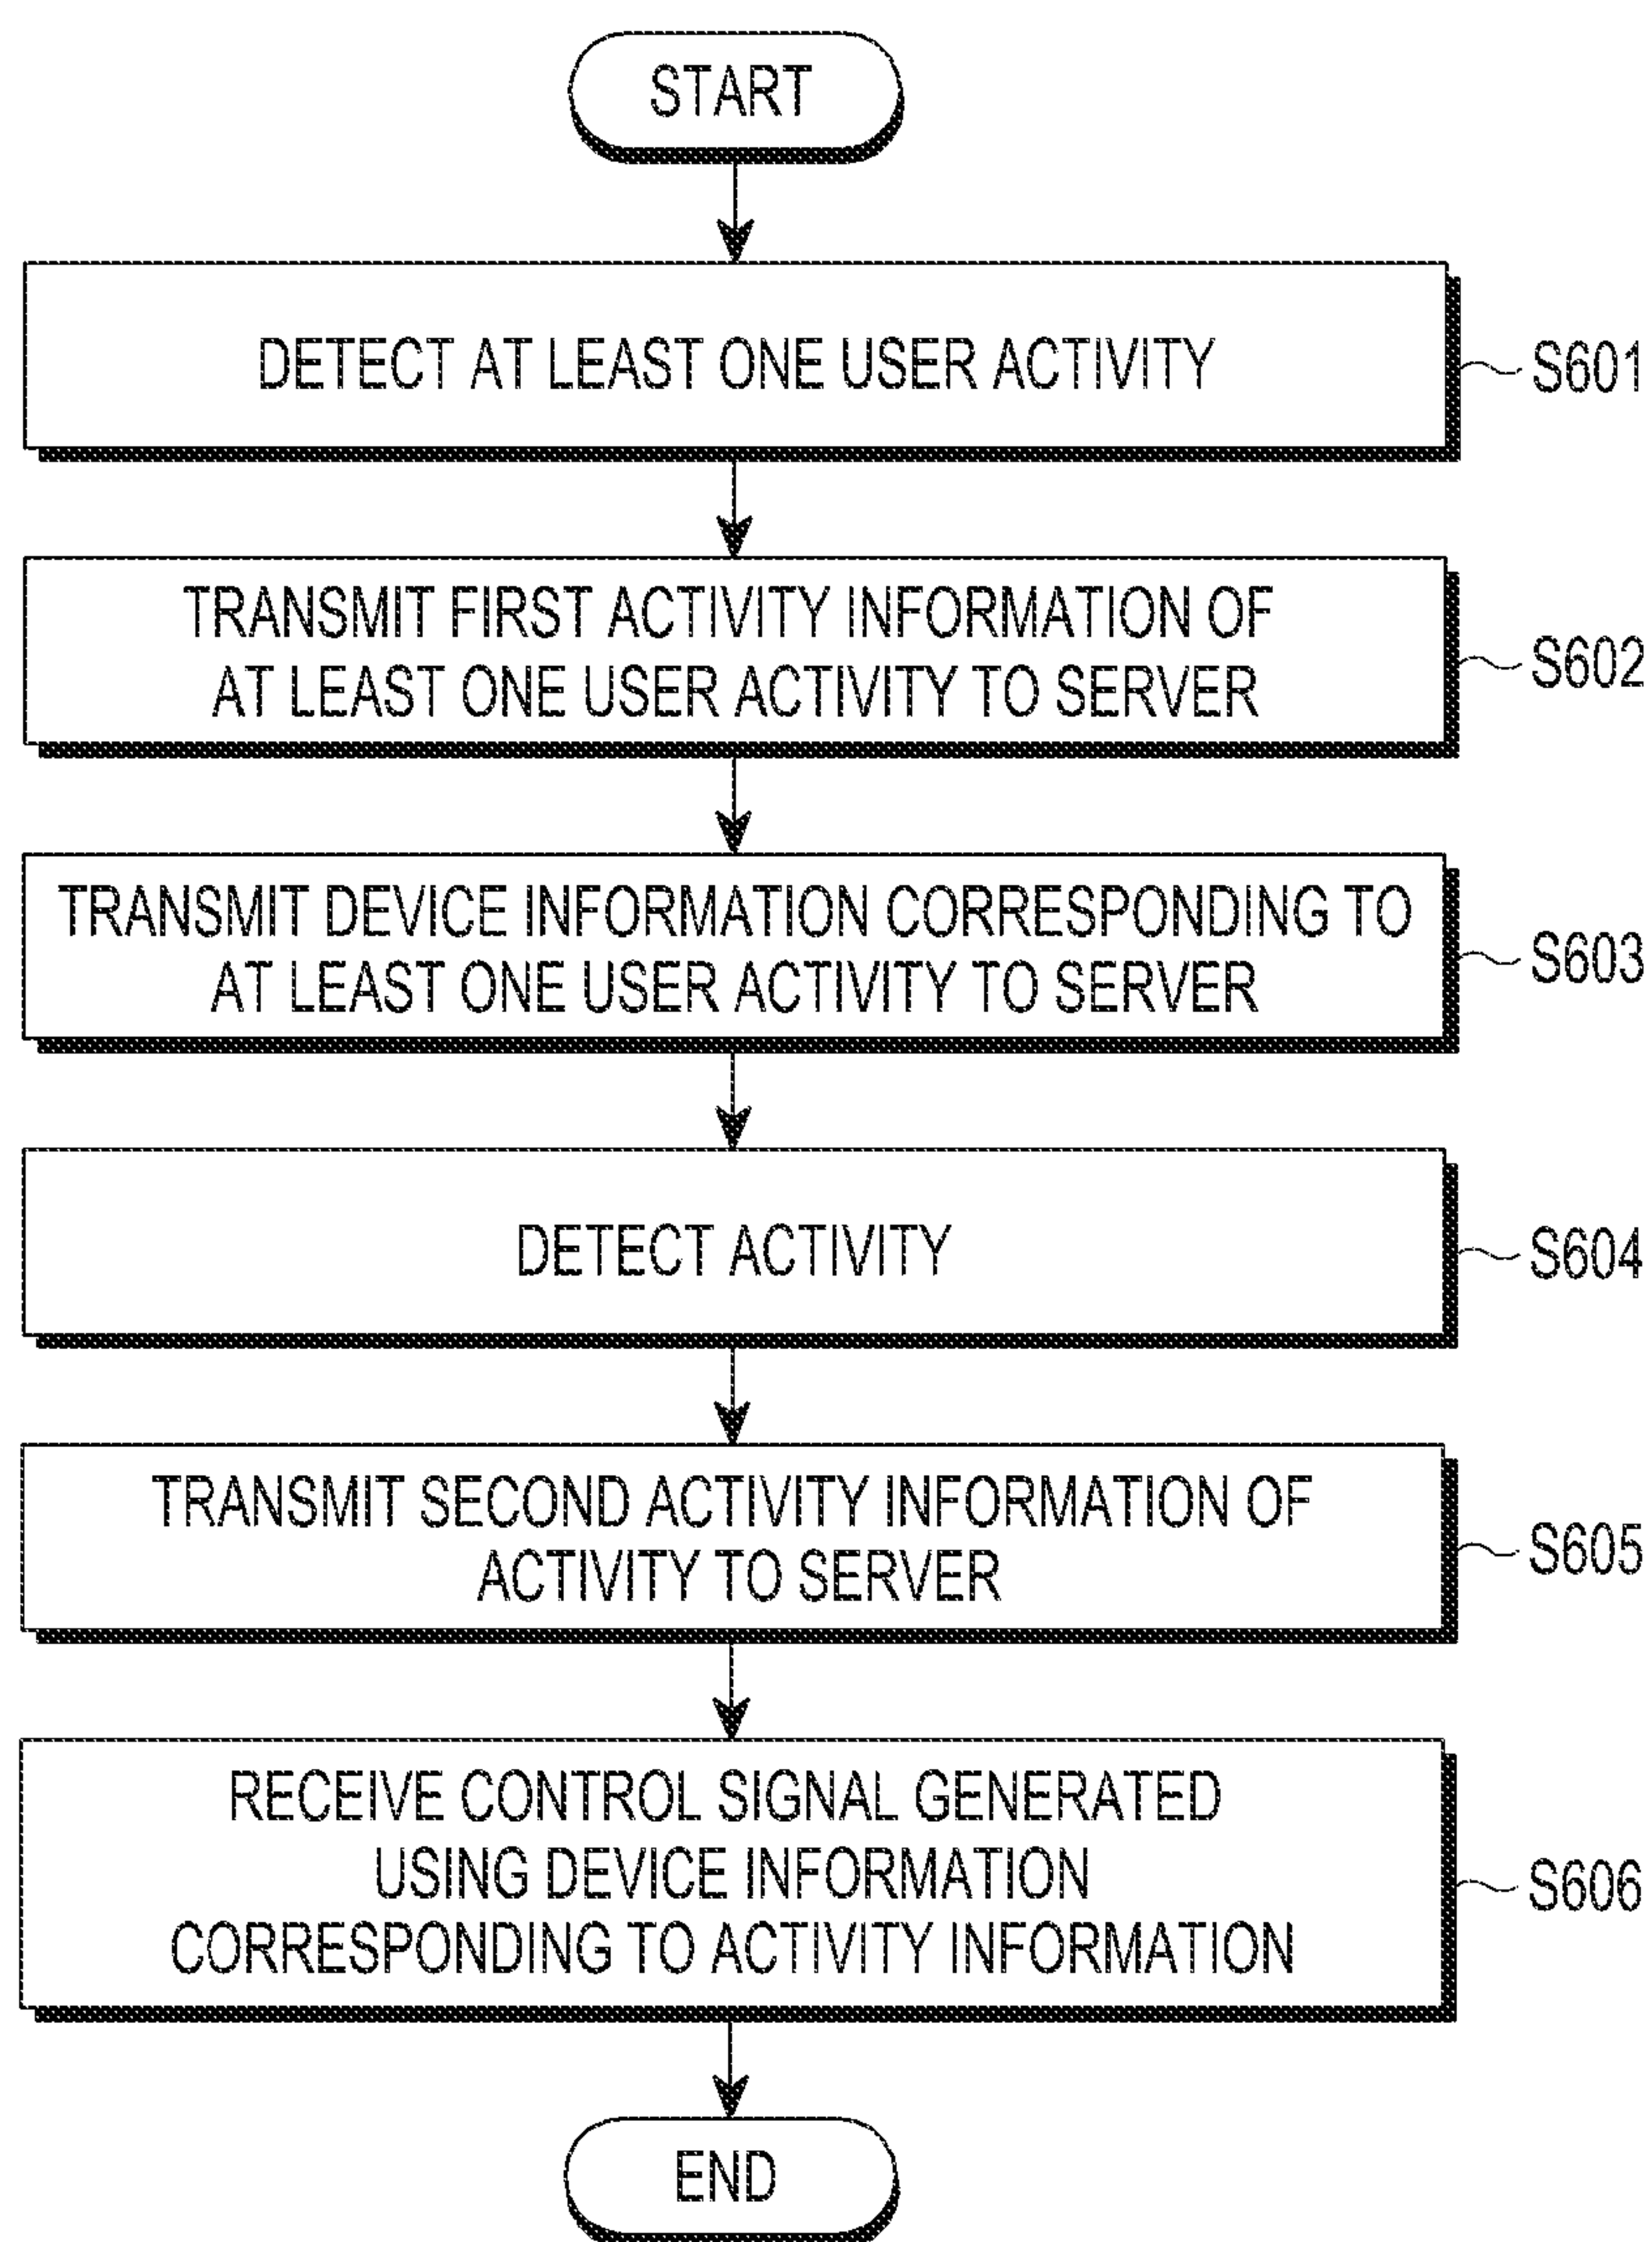 START
DETECT AT LEAST ONE USER ACTIVITY
S601
TRANSMIT FIRST ACTIVITY INFORMATION OF
AT LEAST ONE USER ACTIVITY TO SERVER
S602
TRANSMIT DEVICE INFORMATION CORRESPONDING TO
AT LEAST ONE USER ACTIVITY TO SERVER
S603
DETECT ACTIVITY
S604
TRANSMIT SECOND ACTIVITY INFORMATION OF
ACTIVITY TO SERVER
S605
RECEIVE CONTROL SIGNAL GENERATED
USING DEVICE INFORMATION
CORRESPONDING TO ACTIVITY INFORMATION
S606
END